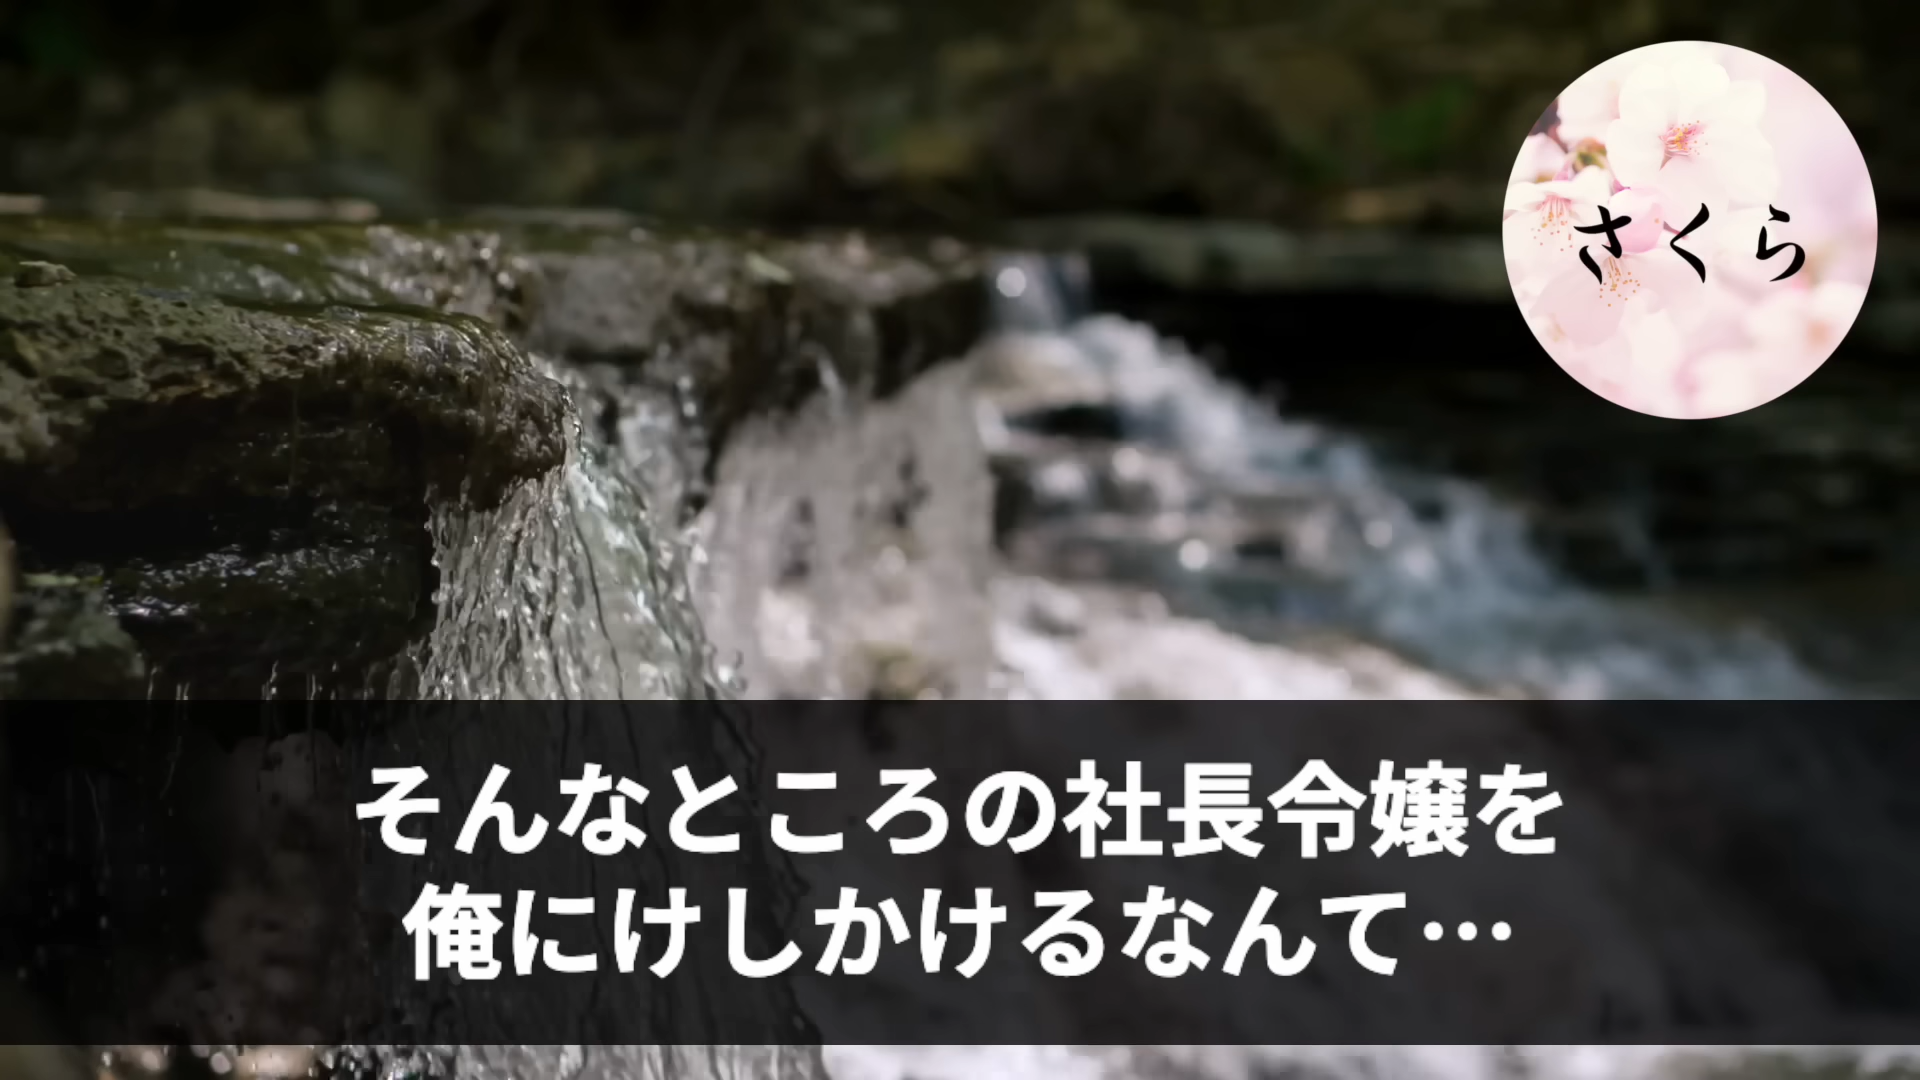 さくら
そんなところの社長令嬢を
俺にけしかけるなんて…